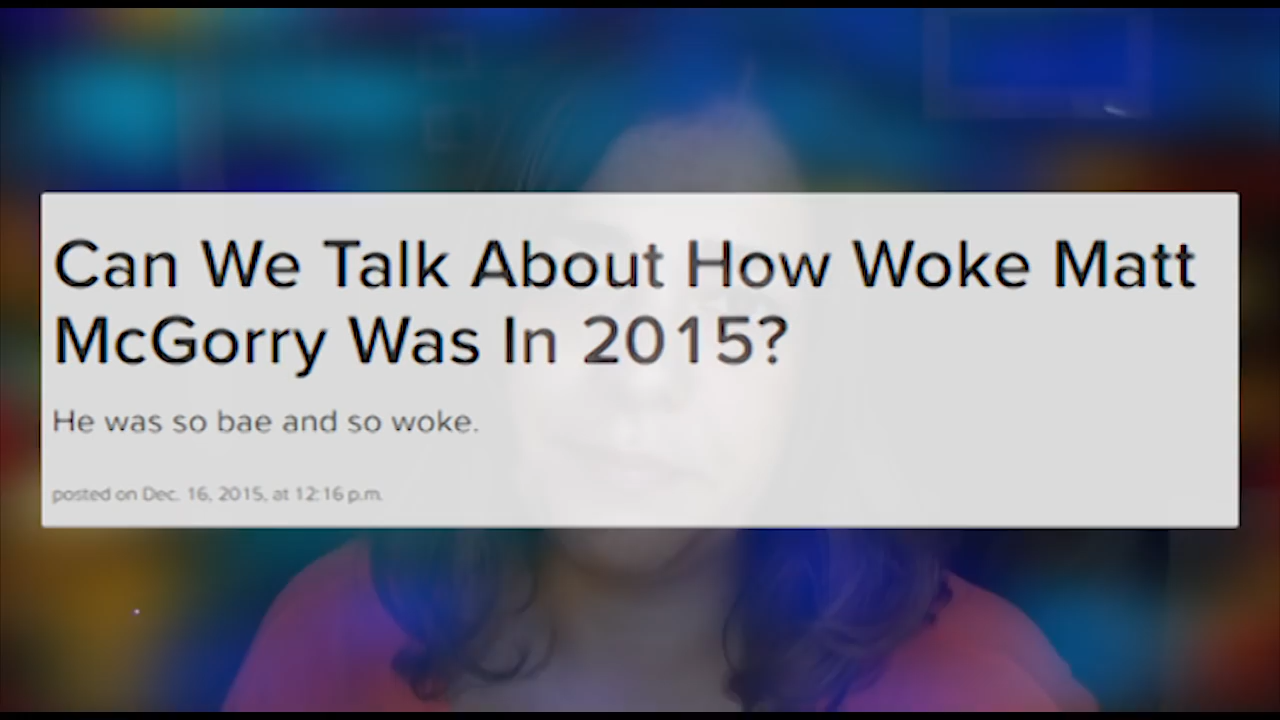 Can We Talk About How Woke Matt
McGorry Was In 2015?
He was so bae and so woke.
posted on Dec. 16, 2015, at 12:16 p.m.